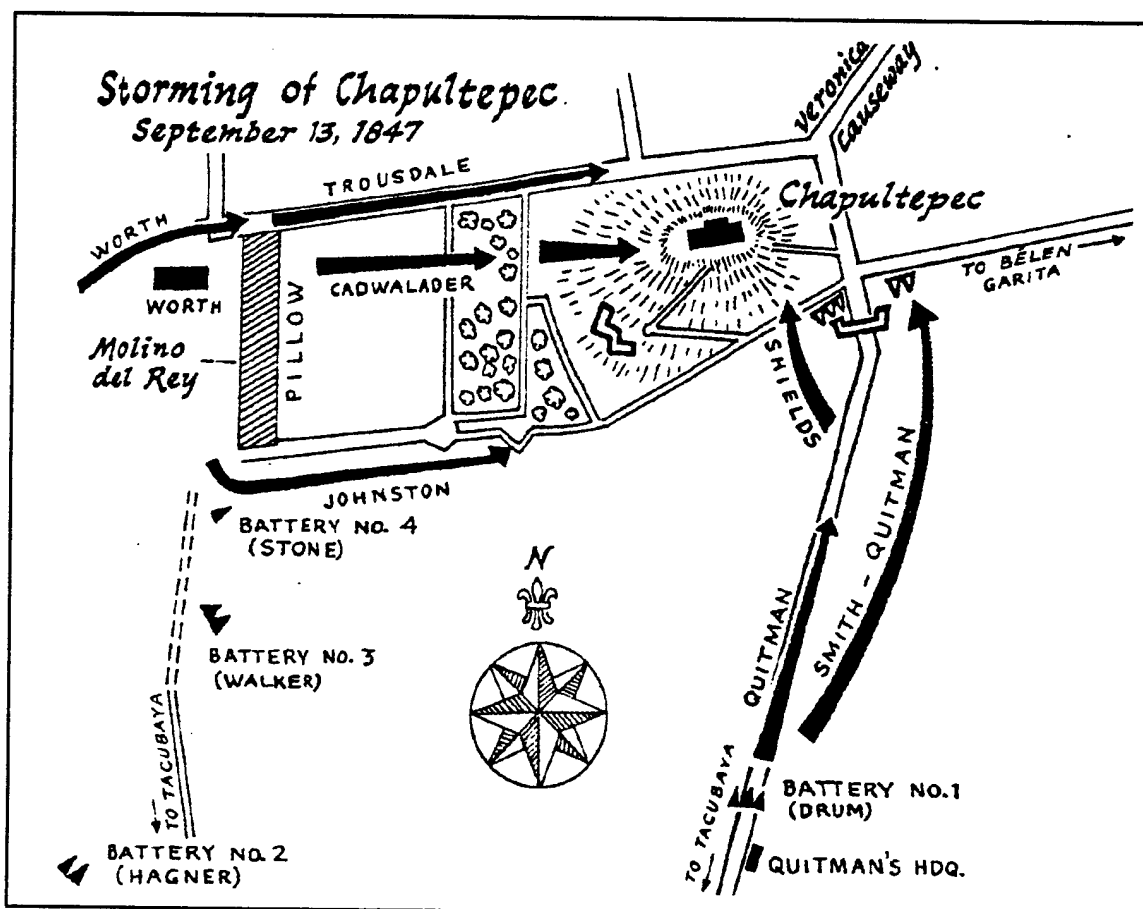 Storming of Chapultepec
September 13, 1847
Veronica
Causeway
TROUSDALE
WORTH
Chapultepec
WORTH
CADWALADER
TO BÉLEN
GARITA
PILLOW
Molino
del Rey
SHIELDS
JOHNSTON
BATTERY NO. 4
(STONE)
N
QUITMAN
SMITH - QUITMAN
BATTERY NO. 3
(WALKER)
TO TACUBAYA
TO TACUBAYA
BATTERY NO. 1
(DRUM)
BATTERY NO. 2
(HAGNER)
QUITMAN'S HDQ.